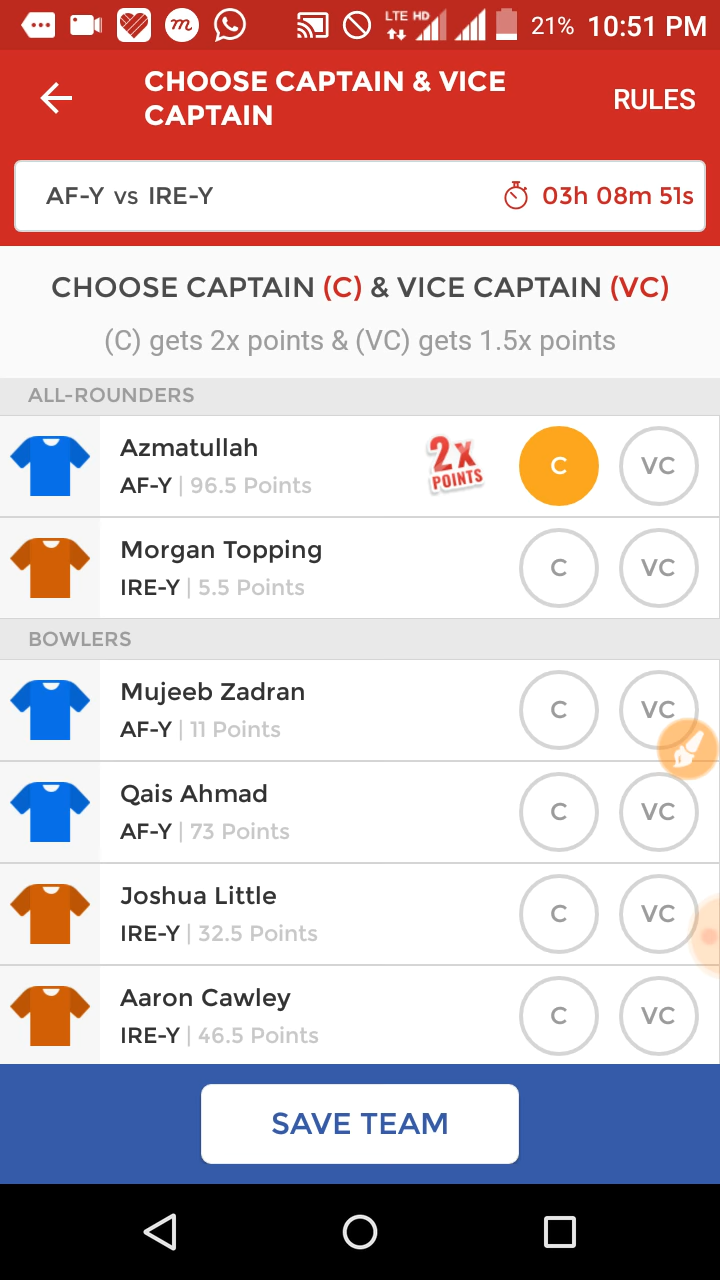 LTE HD 21% 10:51 PM
CHOOSE CAPTAIN & VICE
CAPTAIN
RULES
AF-Y vs IRE-Y 03h 08m 51s
CHOOSE CAPTAIN (C) & VICE CAPTAIN (VC)
(C) gets 2x points & (VC) gets 1.5x points
ALL-ROUNDERS
Azmatullah
AF-Y | 96.5 Points
2X
POINTS
C VC
Morgan Topping
IRE-Y | 5.5 Points
C VC
BOWLERS
Mujeeb Zadran
AF-Y | 11 Points
C VC
Qais Ahmad
AF-Y | 73 Points
C VC
Joshua Little
IRE-Y | 32.5 Points
C VC
Aaron Cawley
IRE-Y | 46.5 Points
C VC
SAVE TEAM